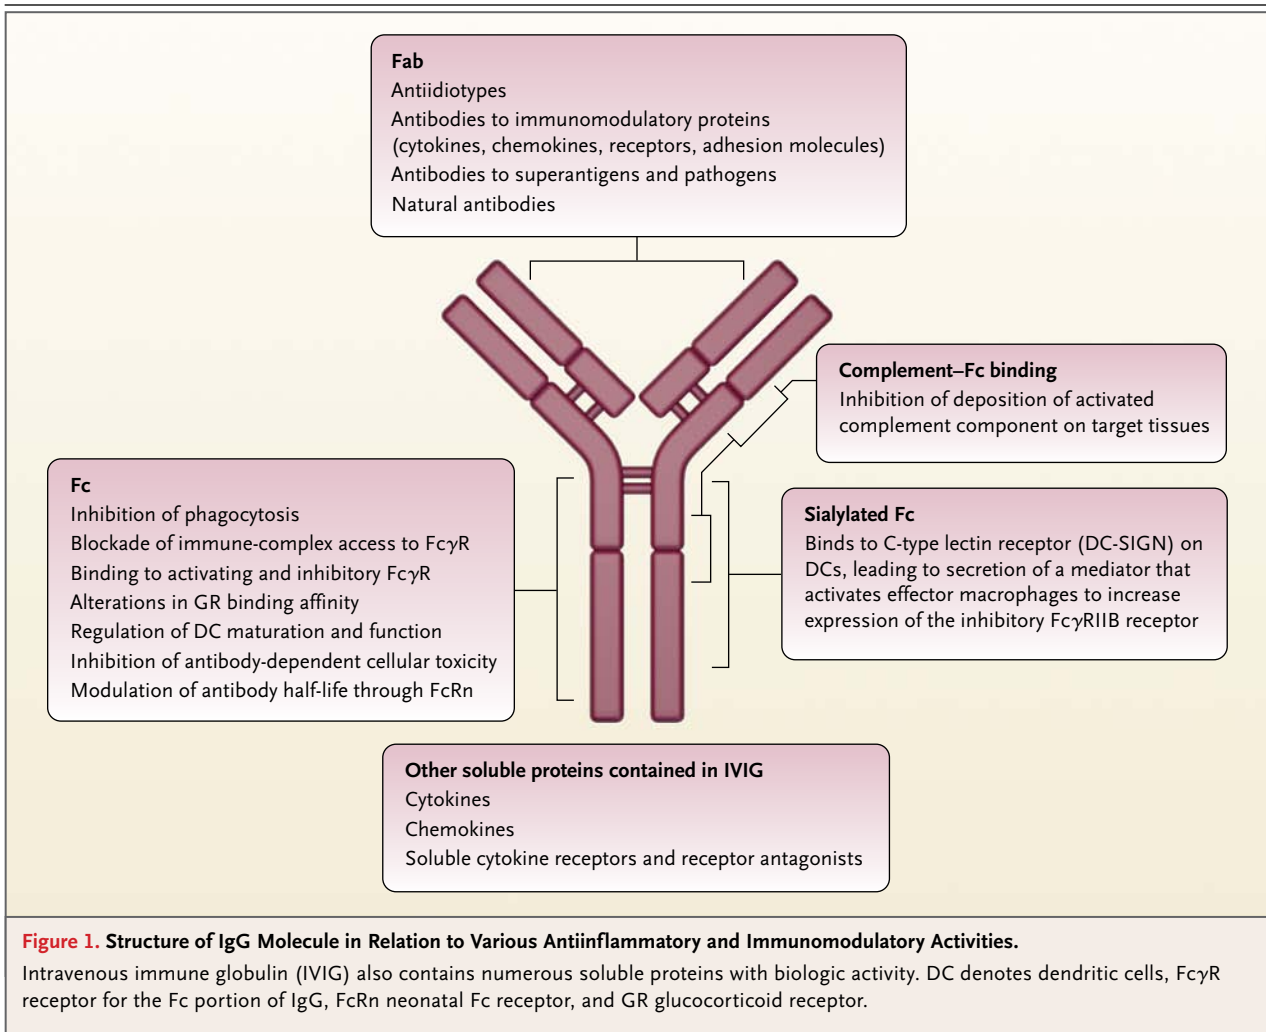 Fab
Antiidiotypes
Antibodies to immunomodulatory proteins
(cytokines, chemokines, receptors, adhesion molecules)
Antibodies to superantigens and pathogens
Natural antibodies
Complement–Fc binding
Inhibition of deposition of activated
complement component on target tissues
Fc
Inhibition of phagocytosis
Blockade of immune-complex access to FcγR
Binding to activating and inhibitory FcγR
Alterations in GR binding affinity
Regulation of DC maturation and function
Inhibition of antibody-dependent cellular toxicity
Modulation of antibody half-life through FcRn
Sialylated Fc
Binds to C-type lectin receptor (DC-SIGN) on
DCs, leading to secretion of a mediator that
activates effector macrophages to increase
expression of the inhibitory FcγRIIB receptor
Other soluble proteins contained in IVIG
Cytokines
Chemokines
Soluble cytokine receptors and receptor antagonists
Figure 1. Structure of IgG Molecule in Relation to Various Antiinflammatory and Immunomodulatory Activities.
Intravenous immune globulin (IVIG) also contains numerous soluble proteins with biologic activity. DC denotes dendritic cells, FcγR
receptor for the Fc portion of IgG, FcRn neonatal Fc receptor, and GR glucocorticoid receptor.